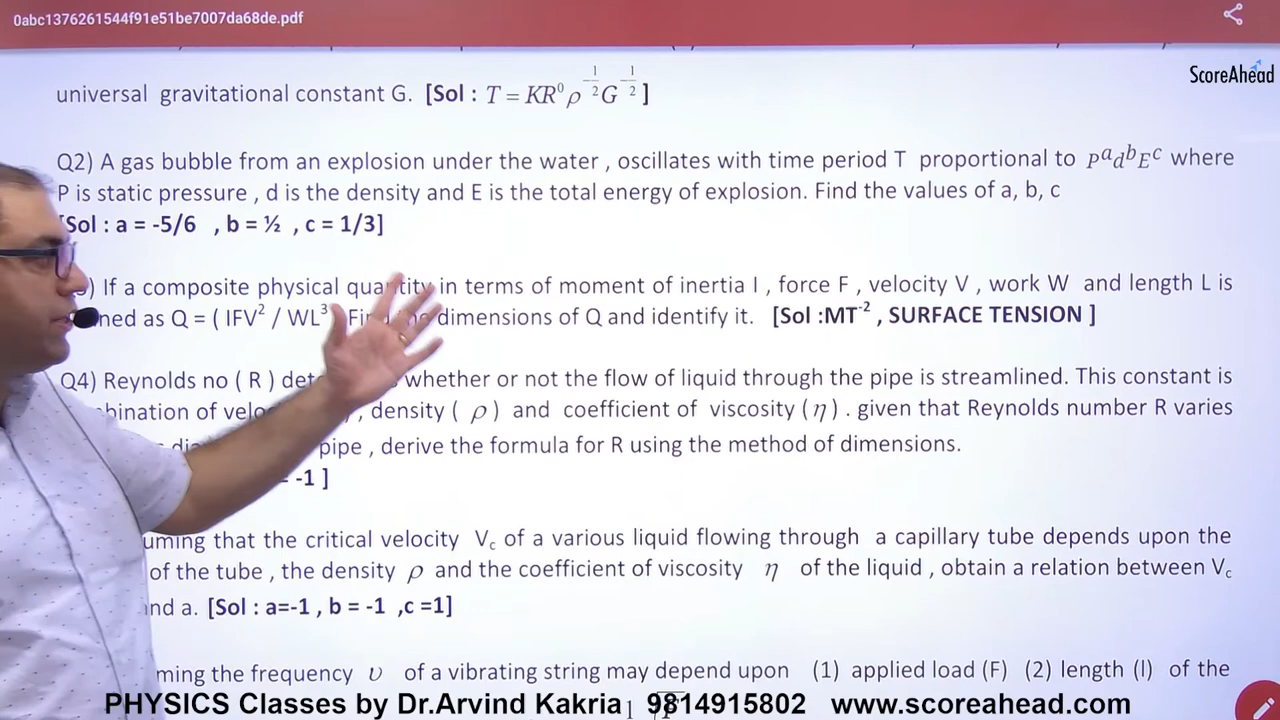 0abc1376261544f91e51be7007da68de.pdf
ScoreAhead
universal gravitational constant G. [Sol : T = KR⁰ρ^{-1/2}G^{-1/2} ]
Q2) A gas bubble from an explosion under the water , oscillates with time period T proportional to PᵃdᵇEᶜ where
P is static pressure , d is the density and E is the total energy of explosion. Find the values of a, b, c
[Sol : a = -5/6 , b = ½ , c = 1/3]
) If a composite physical quantity in terms of moment of inertia I , force F , velocity V , work W and length L is
Q = ( IFV² / WL³ dimensions of Q and identify it. [Sol :MT⁻² , SURFACE TENSION ]
Q4) Reynolds no ( R ) whether or not the flow of liquid through the pipe is streamlined. This constant is
of , density ( ρ ) and coefficient of viscosity ( η ) . given that Reynolds number R varies
pipe , derive the formula for R using the method of dimensions.
-1 ]
that the critical velocity V꜀ of a various liquid flowing through a capillary tube depends upon the
of the tube , the density ρ and the coefficient of viscosity η of the liquid , obtain a relation between V꜀
a. [Sol : a=-1 , b = -1 ,c =1]
the frequency υ of a vibrating string may depend upon (1) applied load (F) (2) length (l) of the
PHYSICS Classes by Dr.Arvind Kakria 9814915802 www.scoreahead.com